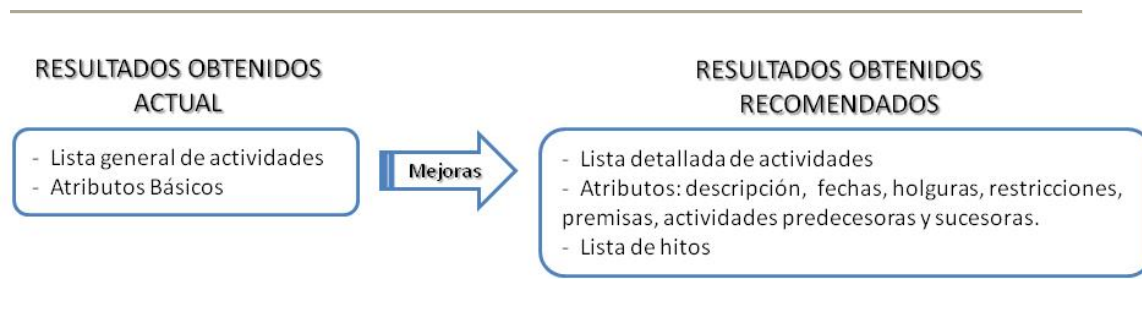 RESULTADOS OBTENIDOS
ACTUAL
- Lista general de actividades
- Atributos Básicos
Mejoras
RESULTADOS OBTENIDOS
RECOMENDADOS
- Lista detallada de actividades
- Atributos: descripción, fechas, holguras, restricciones,
premisas, actividades predecesoras y sucesoras.
- Lista de hitos